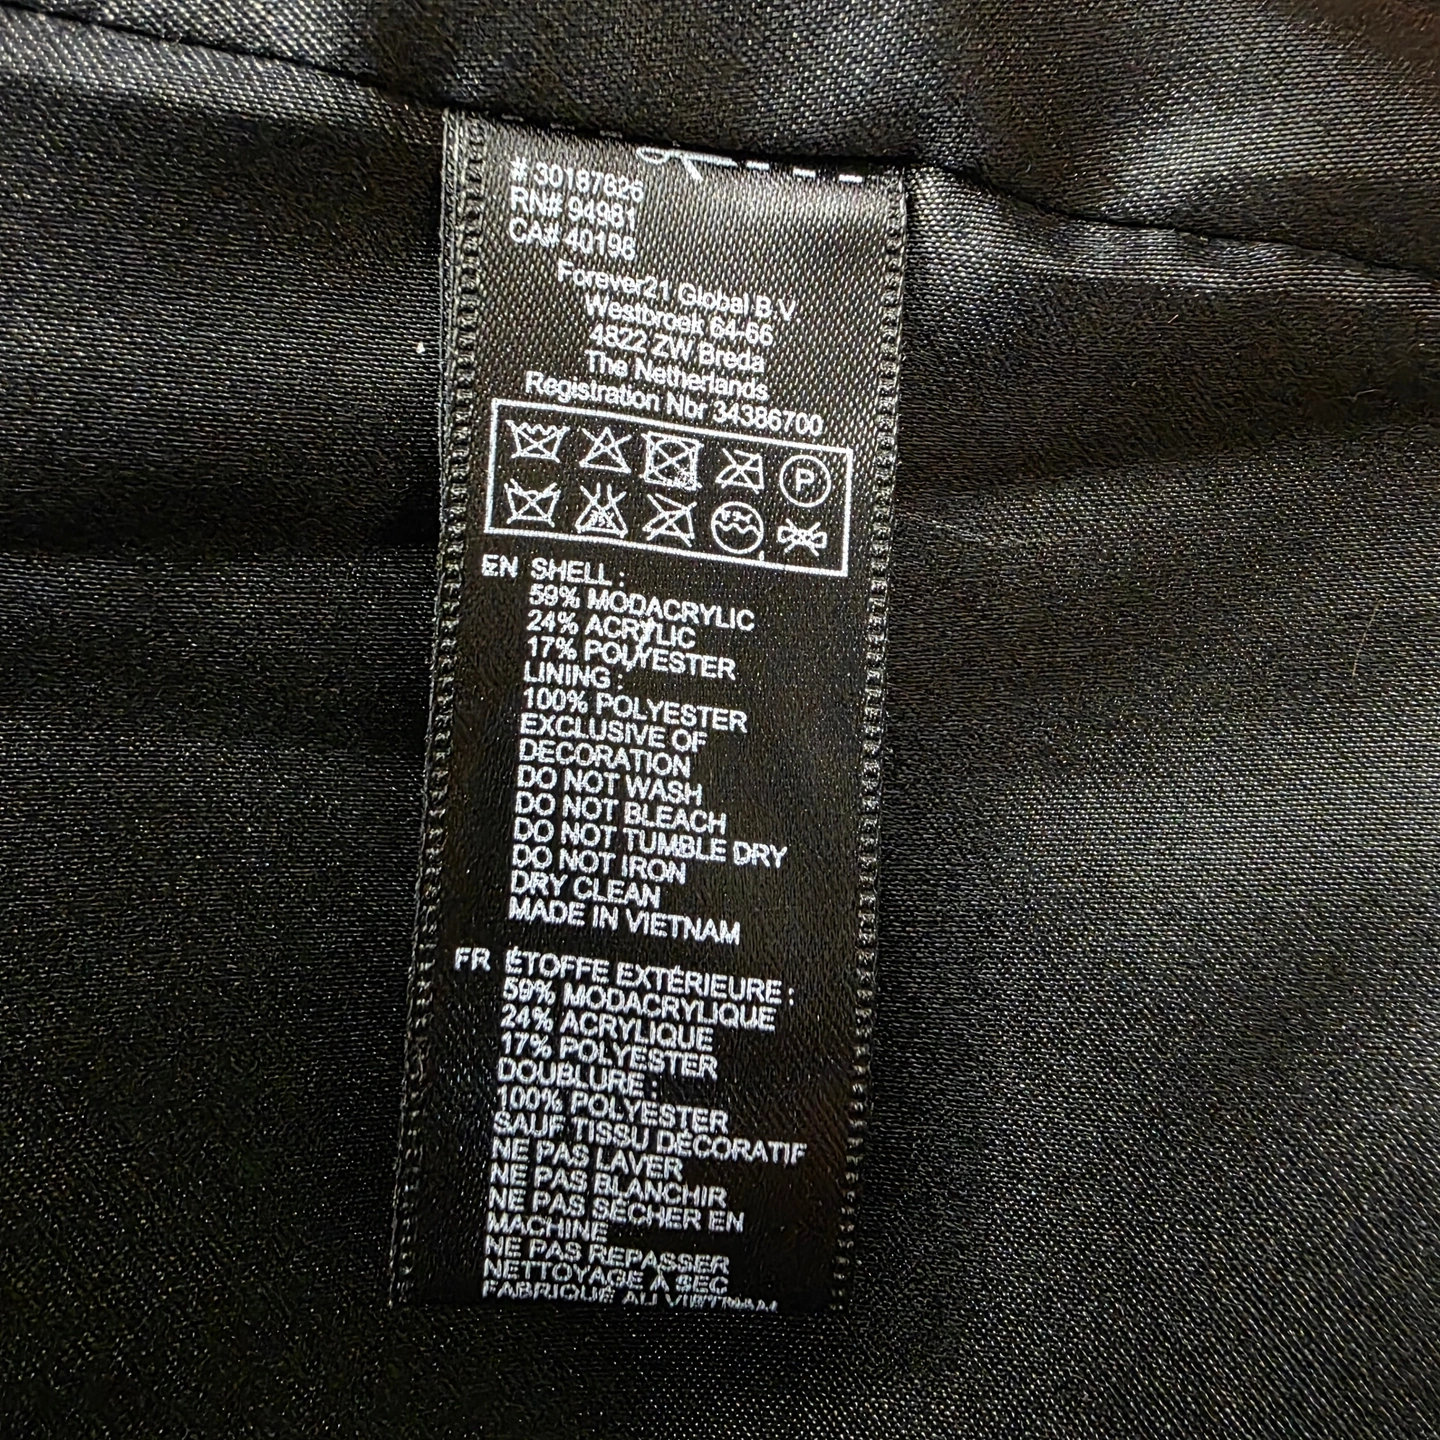 # 30187826
RN# 94981
CA# 40198
Forever21 Global B.V
Westbroek 64-66
4822 ZW Breda
The Netherlands
Registration Nbr 34386700
P
EN SHELL :
59% MODACRYLIC
24% ACRYLIC
17% POLYESTER
LINING :
100% POLYESTER
EXCLUSIVE OF
DECORATION
DO NOT WASH
DO NOT BLEACH
DO NOT TUMBLE DRY
DO NOT IRON
DRY CLEAN
MADE IN VIETNAM
FR ÉTOFFE EXTÉRIEURE :
59% MODACRYLIQUE
24% ACRYLIQUE
17% POLYESTER
DOUBLURE :
100% POLYESTER
SAUF TISSU DÉCORATIF
NE PAS LAVER
NE PAS BLANCHIR
NE PAS SÉCHER EN
MACHINE
NE PAS REPASSER
NETTOYAGE À SEC
FABRIQUÉ AU VIETNAM